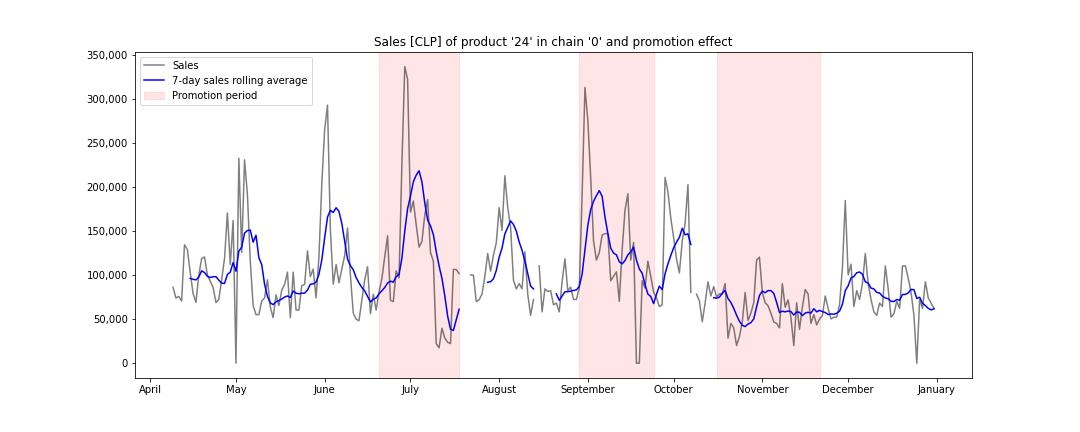 Sales [CLP] of product '24' in chain '0' and promotion effect
350,000
300,000
250,000
200,000
150,000
100,000
50,000
0
Sales
7-day sales rolling average
Promotion period
April May June July August September October November December January